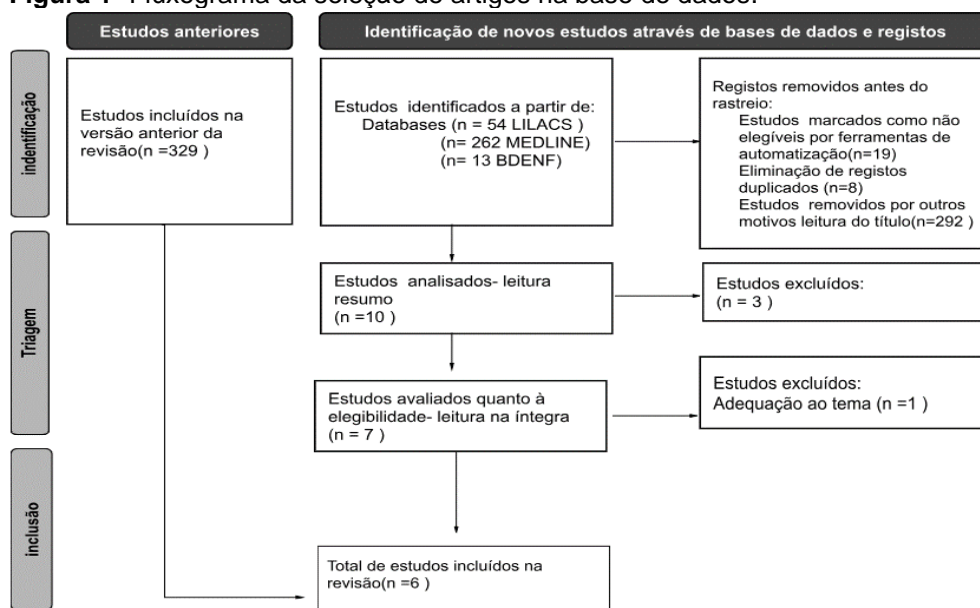 Figura 1- Fluxograma da seleção de artigos na base de dados.
Estudos anteriores
Identificação de novos estudos através de bases de dados e registos
indentificação
Estudos incluídos na
versão anterior da
revisão(n =329 )
Estudos identificados a partir de:
Databases (n = 54 LILACS )
(n= 262 MEDLINE)
(n= 13 BDENF)
Registos removidos antes do
rastreio:
Estudos marcados como não
elegíveis por ferramentas de
automatização(n=19)
Eliminação de registos
duplicados (n=8)
Estudos removidos por outros
motivos leitura do título(n=292 )
Triagem
Estudos analisados- leitura
resumo
(n =10 )
Estudos excluídos:
(n = 3 )
Estudos avaliados quanto à
elegibilidade- leitura na íntegra
(n = 7 )
Estudos excluídos:
Adequação ao tema (n =1 )
inclusão
Total de estudos incluídos na
revisão(n =6 )